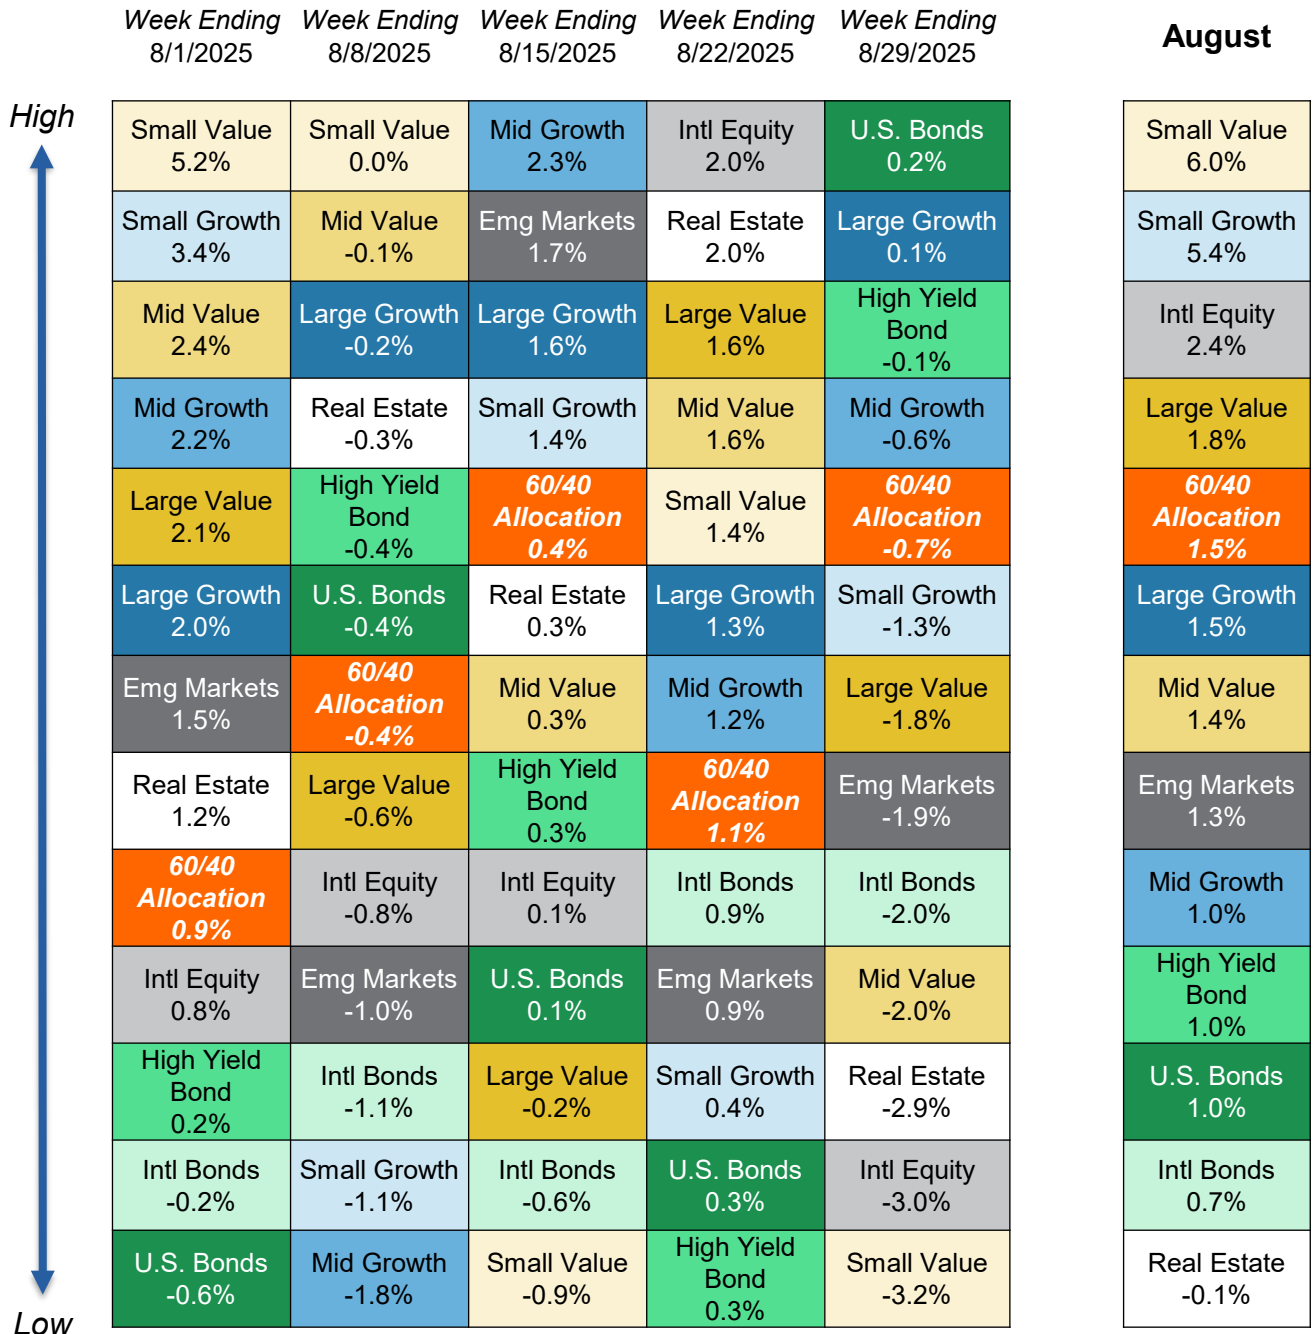 Week Ending
8/1/2025
Week Ending
8/8/2025
Week Ending
8/15/2025
Week Ending
8/22/2025
Week Ending
8/29/2025
August
High
Small Value
5.2%
Small Value
0.0%
Mid Growth
2.3%
Intl Equity
2.0%
U.S. Bonds
0.2%
Small Value
6.0%
Small Growth
3.4%
Mid Value
-0.1%
Emg Markets
1.7%
Real Estate
2.0%
Large Growth
0.1%
Small Growth
5.4%
Mid Value
2.4%
Large Growth
-0.2%
Large Growth
1.6%
Large Value
1.6%
High Yield
Bond
-0.1%
Intl Equity
2.4%
Mid Growth
2.2%
Real Estate
-0.3%
Small Growth
1.4%
Mid Value
1.6%
Mid Growth
-0.6%
Large Value
1.8%
Large Value
2.1%
High Yield
Bond
-0.4%
60/40
Allocation
0.4%
Small Value
1.4%
60/40
Allocation
-0.7%
60/40
Allocation
1.5%
Large Growth
2.0%
U.S. Bonds
-0.4%
Real Estate
0.3%
Large Growth
1.3%
Small Growth
-1.3%
Large Growth
1.5%
Emg Markets
1.5%
60/40
Allocation
-0.4%
Mid Value
0.3%
Mid Growth
1.2%
Large Value
-1.8%
Mid Value
1.4%
Real Estate
1.2%
Large Value
-0.6%
High Yield
Bond
0.3%
60/40
Allocation
1.1%
Emg Markets
-1.9%
Emg Markets
1.3%
60/40
Allocation
0.9%
Intl Equity
-0.8%
Intl Equity
0.1%
Intl Bonds
0.9%
Intl Bonds
-2.0%
Mid Growth
1.0%
Intl Equity
0.8%
Emg Markets
-1.0%
U.S. Bonds
0.1%
Emg Markets
0.9%
Mid Value
-2.0%
High Yield
Bond
1.0%
High Yield
Bond
0.2%
Intl Bonds
-1.1%
Large Value
-0.2%
Small Growth
0.4%
Real Estate
-2.9%
U.S. Bonds
1.0%
Intl Bonds
-0.2%
Small Growth
-1.1%
Intl Bonds
-0.6%
U.S. Bonds
0.3%
Intl Equity
-3.0%
Intl Bonds
0.7%
U.S. Bonds
-0.6%
Mid Growth
-1.8%
Small Value
-0.9%
High Yield
Bond
0.3%
Small Value
-3.2%
Real Estate
-0.1%
Low